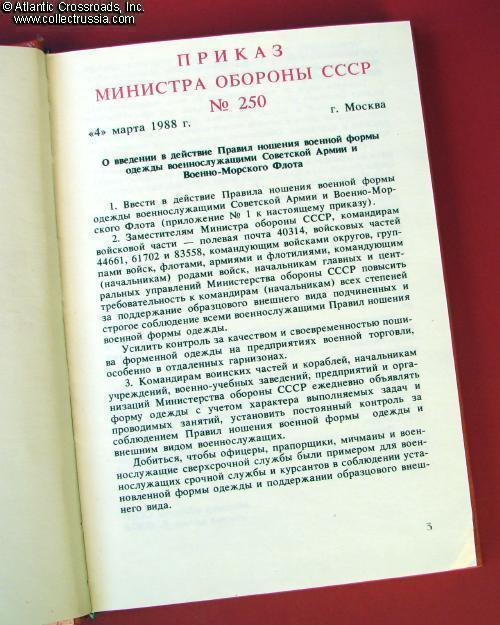 © Atlantic Crossroads, Inc.
www.collectrussia.com
ПРИКАЗ
МИНИСТРА ОБОРОНЫ СССР
№ 250
«4» марта 1988 г. г. Москва
О введении в действие Правил ношения военной формы
одежды военнослужащими Советской Армии и
Военно-Морского Флота
1. Ввести в действие Правила ношения военной формы
одежды военнослужащими Советской Армии и Военно-Мор-
ского Флота (приложение № 1 к настоящему приказу).
2. Заместителям Министра обороны СССР, командирам
войсковой части — полевая почта 40314, войсковых частей
44661, 61702 и 83558, командующим войсками округов, груп-
пами войск, флотами, армиями и флотилиями, командующим
(начальникам) родами войск, начальникам главных и цент-
ральных управлений Министерства обороны СССР повысить
требовательность к командирам (начальникам) всех степеней
за поддержание образцового внешнего вида подчиненных и
строгое соблюдение всеми военнослужащими Правил ношения
военной формы одежды.
Усилить контроль за качеством и своевременностью поши-
ва форменной одежды на предприятиях военной торговли,
особенно в отдаленных гарнизонах.
3. Командирам воинских частей и кораблей, начальникам
учреждений, военно-учебных заведений, предприятий и орга-
низаций Министерства обороны СССР ежедневно объявлять
форму одежды с учетом характера выполняемых задач и
проводимых занятий, установить постоянный контроль за
соблюдением Правил ношения военной формы одежды и
внешним видом военнослужащих.
Добиться, чтобы офицеры, прапорщики, мичманы и воен-
нослужащие сверхсрочной службы были примером для воен-
нослужащих срочной службы и курсантов в соблюдении уста-
новленной формы одежды и поддержании образцового внеш-
него вида.
3